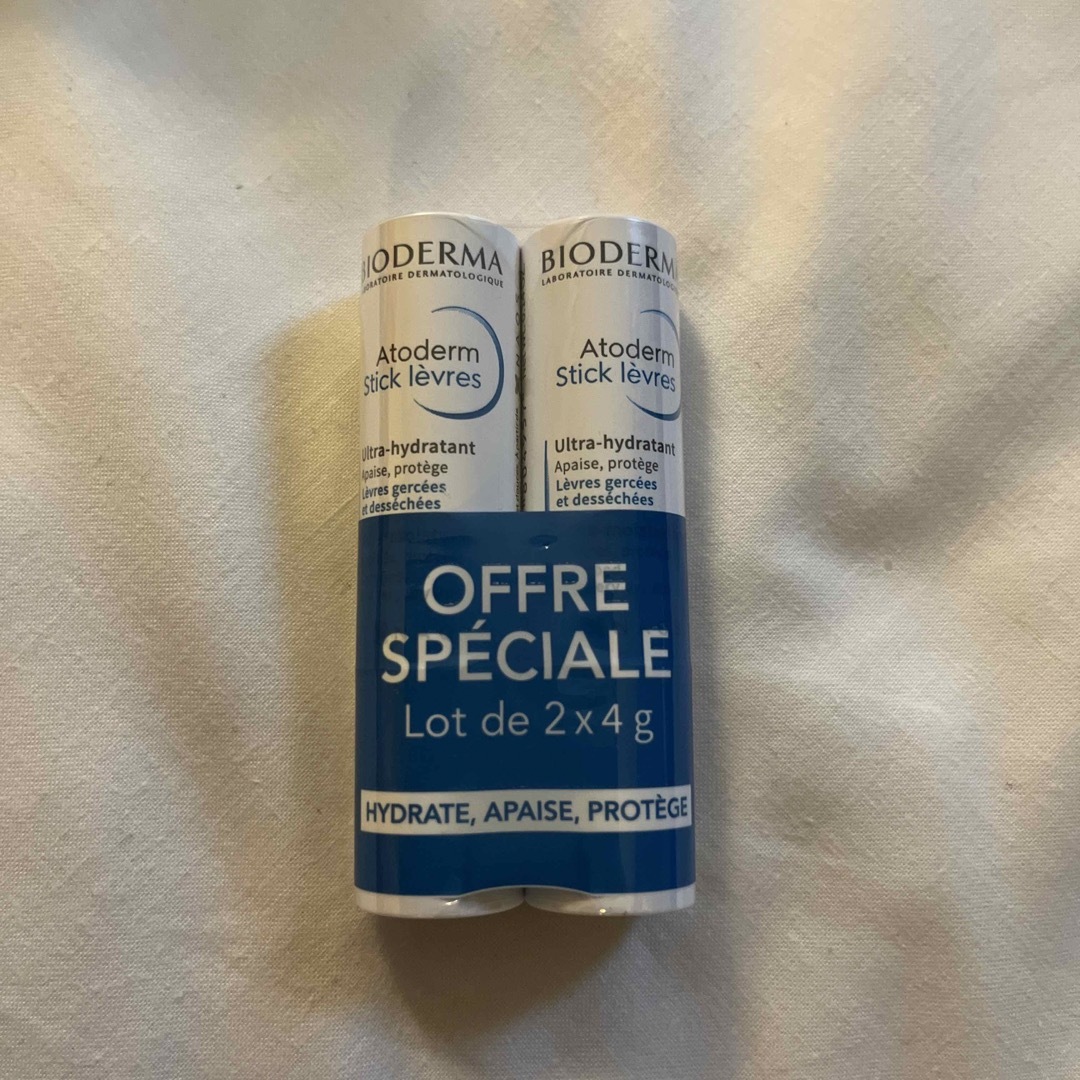 BIODERMA
LABORATOIRE DERMATOLOGIQUE
Atoderm
Stick lèvres
Ultra-hydratant
Apaise, protège
Lèvres gercées
et desséchées
BIODERMA
LABORATOIRE DERMATOLOGIQUE
Atoderm
Stick lèvres
Ultra-hydratant
Apaise, protège
Lèvres gercées
et desséchées
OFFRE
SPÉCIALE
Lot de 2 x 4 g
HYDRATE, APAISE, PROTÈGE